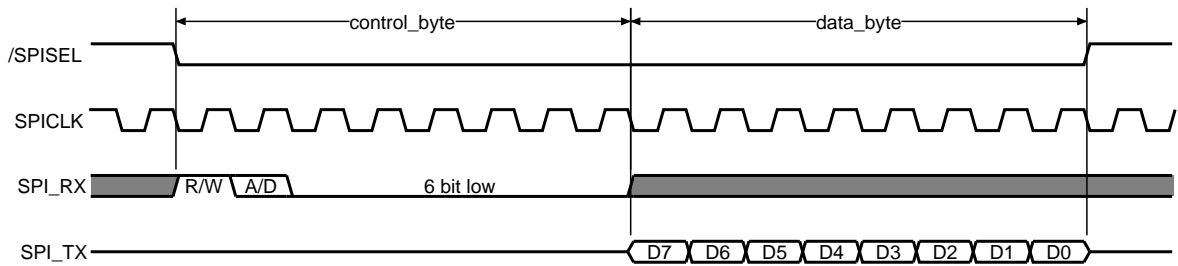 control_byte data_byte
/SPISEL
SPICLK
SPI_RX R/W A/D 6 bit low
SPI_TX D7 D6 D5 D4 D3 D2 D1 D0